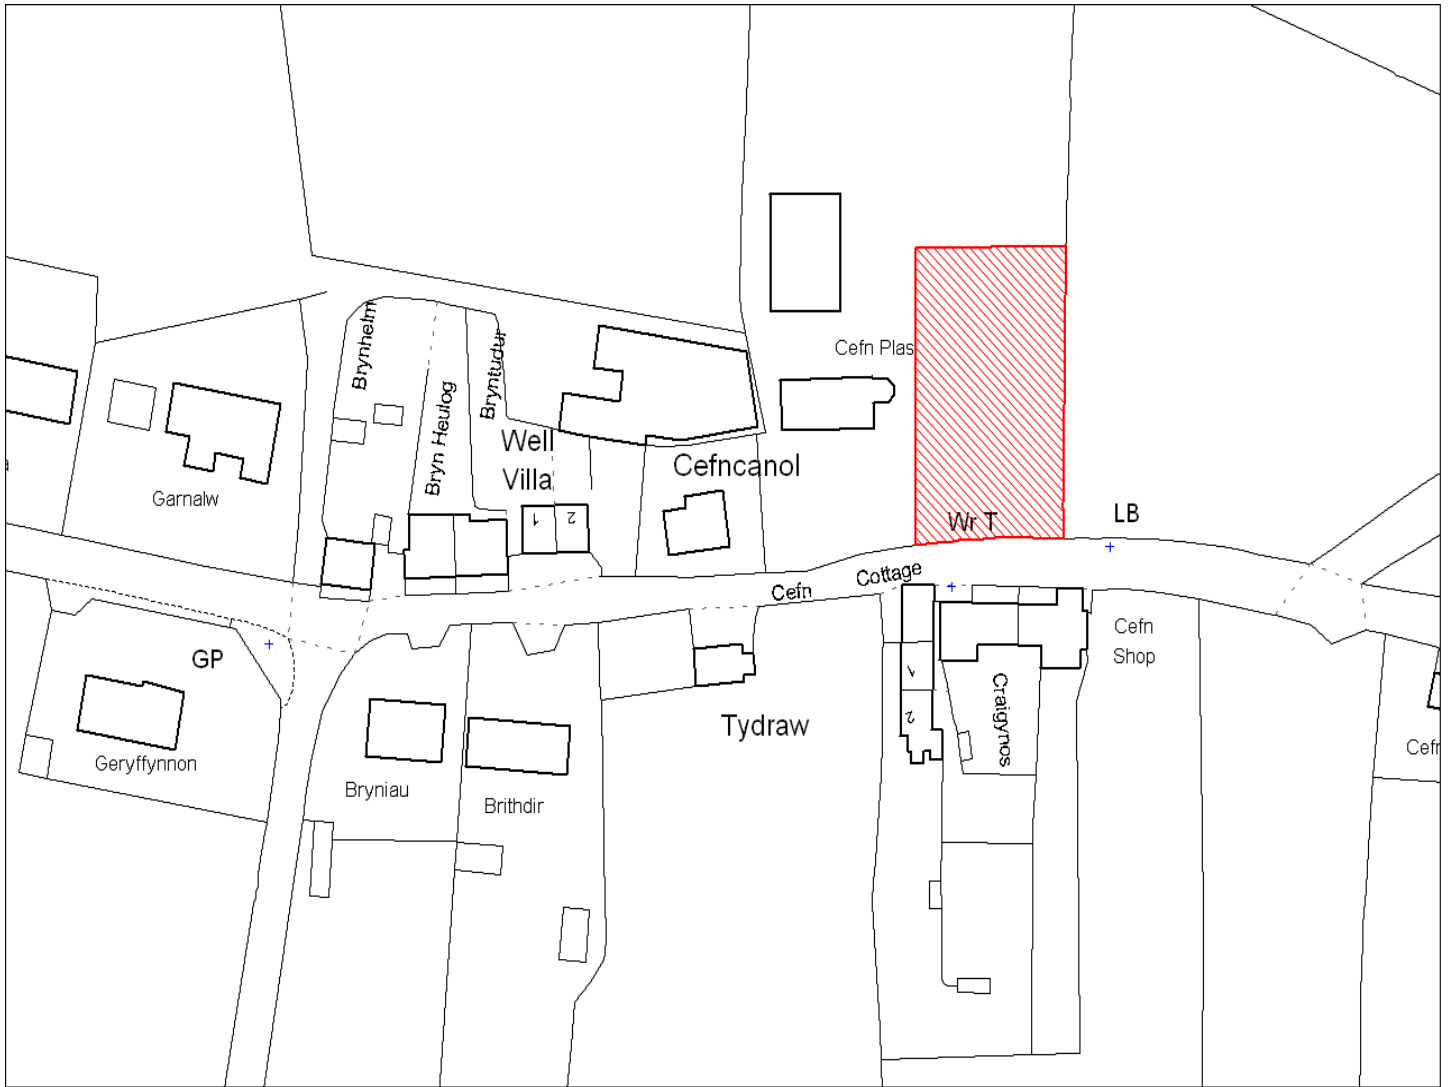 Cefn Plas
Brynhelm
Bryntudur
Bryn Heulog
Well
Villa
Cefncanol
Garnalw
1
2
Wr T
LB
Cefn
Cottage
GP
Cefn
Shop
1
2
Craigynos
Tydraw
Geryffynnon
Bryniau
Brithdir
Cefn